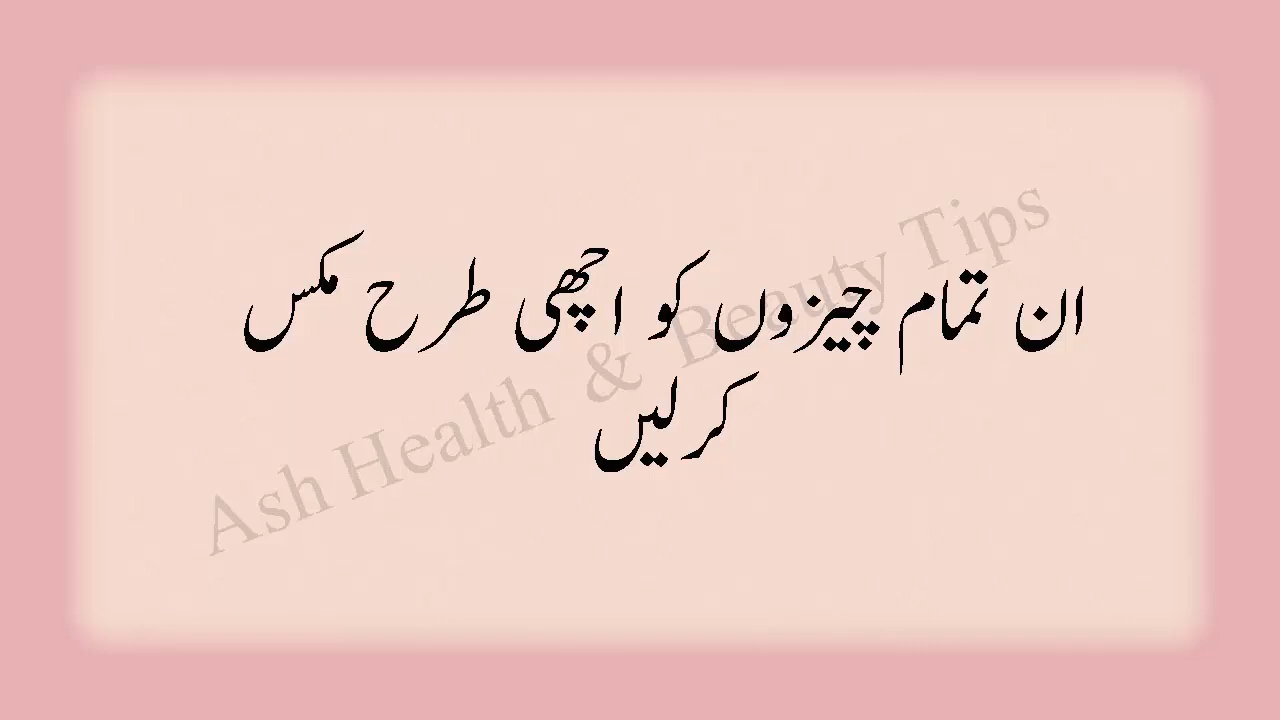 ان تمام چیزوں کو اچھی طرح مکس
کرلیں
Ash Health & Beauty Tips